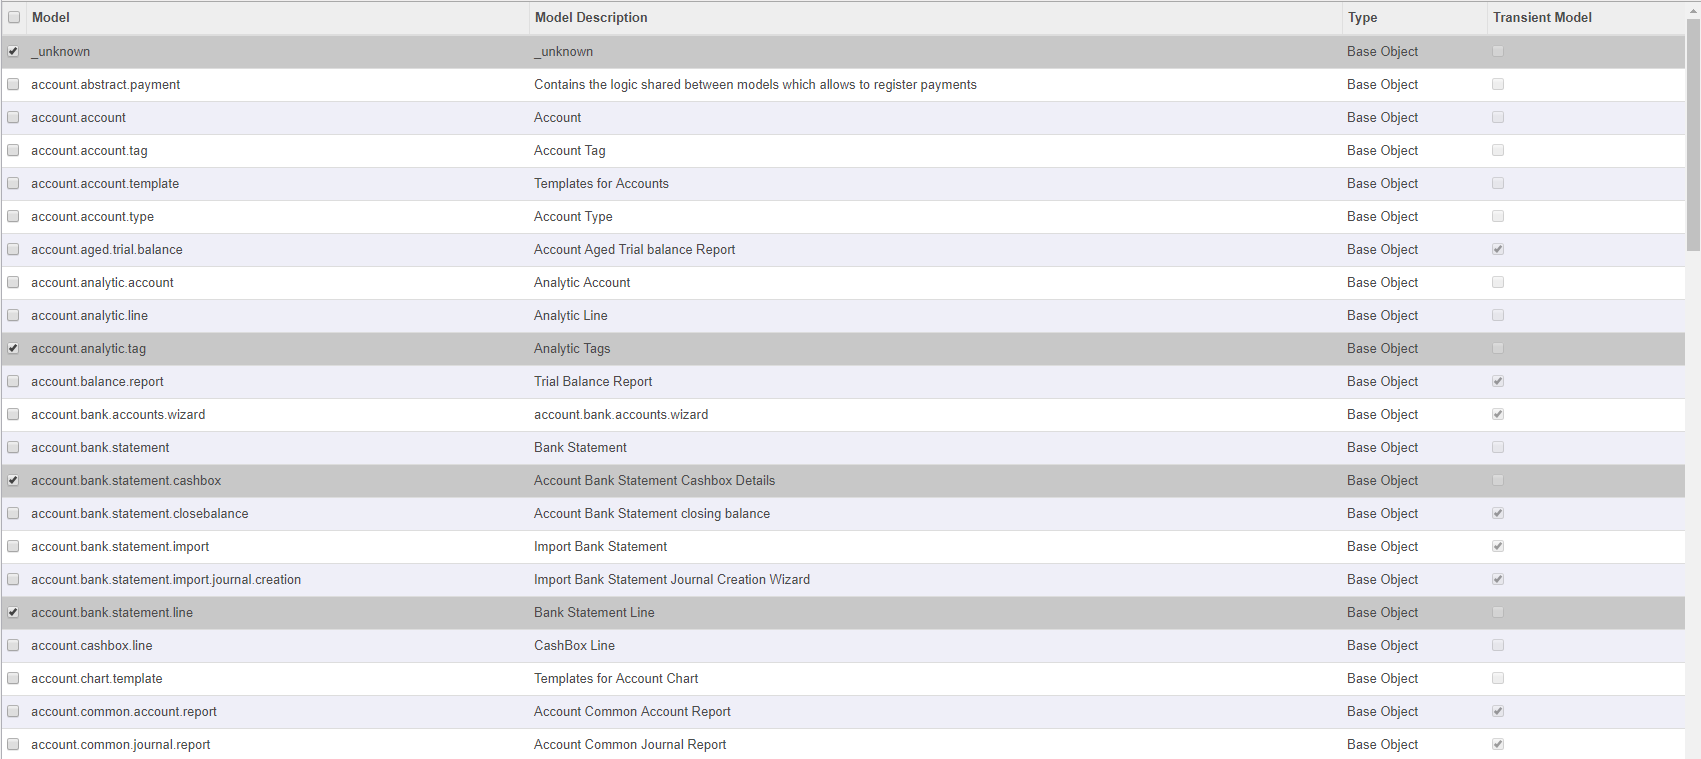 Model Model Description Type Transient Model
_unknown _unknown Base Object
account.abstract.payment Contains the logic shared between models which allows to register payments Base Object
account.account Account Base Object
account.account.tag Account Tag Base Object
account.account.template Templates for Accounts Base Object
account.account.type Account Type Base Object
account.aged.trial.balance Account Aged Trial balance Report Base Object
account.analytic.account Analytic Account Base Object
account.analytic.line Analytic Line Base Object
account.analytic.tag Analytic Tags Base Object
account.balance.report Trial Balance Report Base Object
account.bank.accounts.wizard account.bank.accounts.wizard Base Object
account.bank.statement Bank Statement Base Object
account.bank.statement.cashbox Account Bank Statement Cashbox Details Base Object
account.bank.statement.closebalance Account Bank Statement closing balance Base Object
account.bank.statement.import Import Bank Statement Base Object
account.bank.statement.import.journal.creation Import Bank Statement Journal Creation Wizard Base Object
account.bank.statement.line Bank Statement Line Base Object
account.cashbox.line CashBox Line Base Object
account.chart.template Templates for Account Chart Base Object
account.common.account.report Account Common Account Report Base Object
account.common.journal.report Account Common Journal Report Base Object